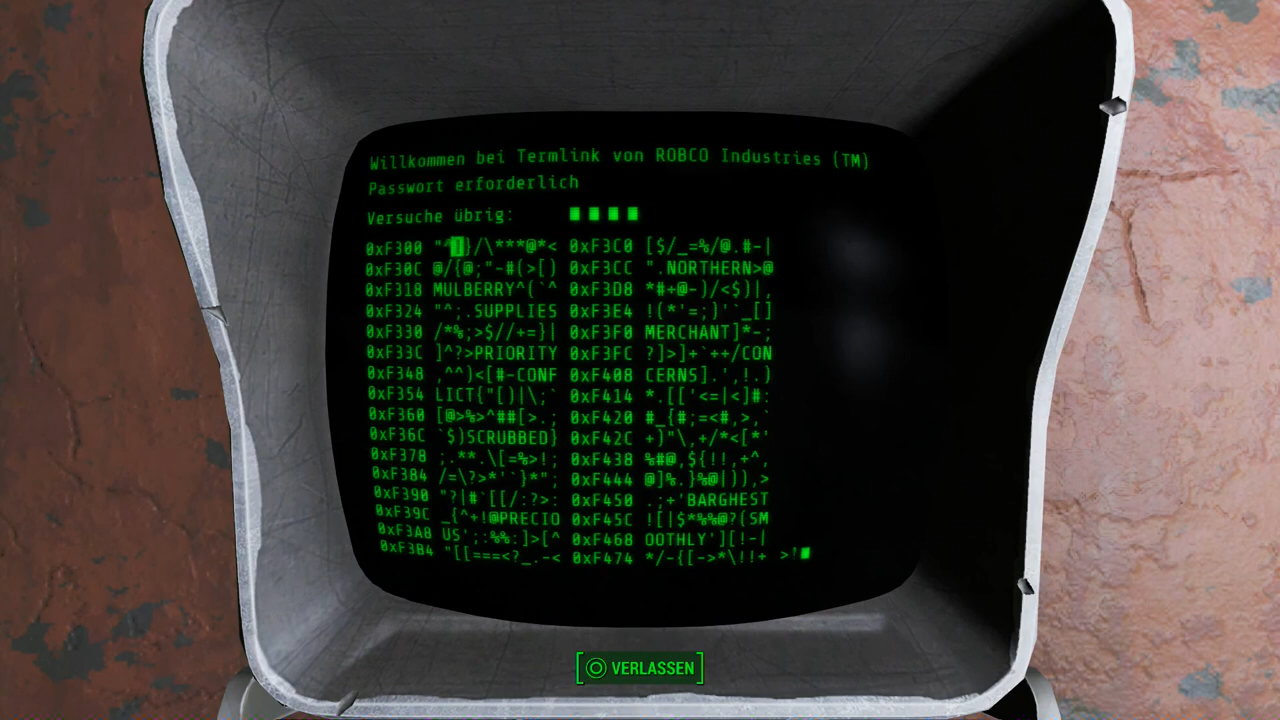 Willkommen bei Termlink von ROBCO Industries (TM)
Passwort erforderlich
Versuche übrig: ■ ■ ■ ■
0xF300 "^!}/\***@*< 0xF3C0 [$/_=%/@.#-|
0xF30C @/{@;"-#(>[) 0xF3CC ".NORTHERN>@
0xF318 MULBERRY^(`^ 0xF3D8 *#+@-)/<$)|,
0xF324 "^;.SUPPLIES 0xF3E4 !(*'=;)'`_[]
0xF330 /*%;>$//+=}| 0xF3F0 MERCHANT]*-;
0xF33C ]^?>PRIORITY 0xF3FC ?]>]+`++/CON
0xF348 ,^^)<[#-CONF 0xF408 CERNS].',!.)
0xF354 LICT{"[)|\;` 0xF414 *.[['<=|<]#:
0xF360 [@>%>^##[>.; 0xF420 #_{#;=<#,>,`
0xF36C `$)SCRUBBED} 0xF42C +)"\,+/*<[*'
0xF378 ;.**.\[=%>!; 0xF438 %#@,${!!,+^,
0xF384 /=\?>*'`}*"; 0xF444 @]%.}%@|)),>
0xF390 "?|#`[[/:?>: 0xF450 .;+'BARGHEST
0xF39C _{^+!@PRECIO 0xF45C ![|$*%%@?(SM
0xF3A8 US';:%%:]>[^ 0xF468 OOTHLY'][!-|
0xF3B4 "[[===<?_.-< 0xF474 */-{[->*\!!+ >!■
VERLASSEN